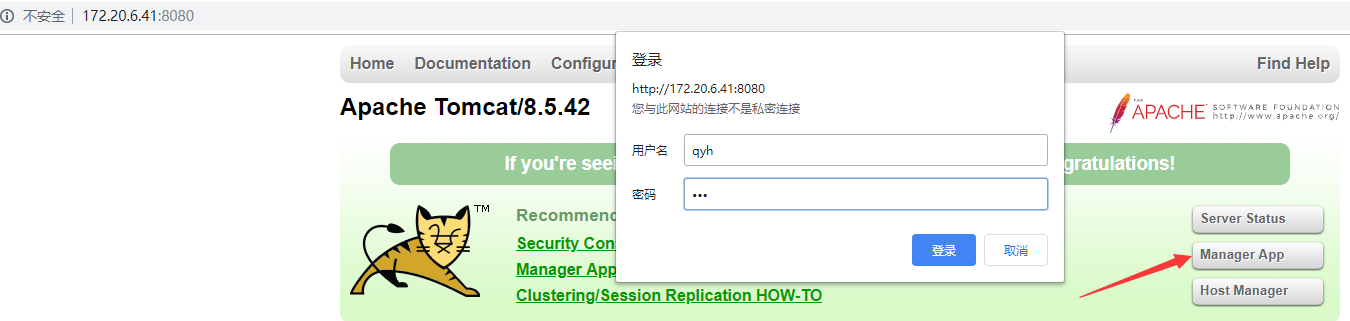 不安全 172.20.6.41:8080
Home Documentation Configur Find Help
Apache Tomcat/8.5.42
THE
APACHE SOFTWARE FOUNDATION
http://www.apache.org/
If you're seei gratulations!
TM
Recommend
Security Con
Manager App
Clustering/Session Replication HOW-TO
Server Status
Manager App
Host Manager
登录
http://172.20.6.41:8080
您与此网站的连接不是私密连接
用户名 qyh
密码 •••
登录 取消